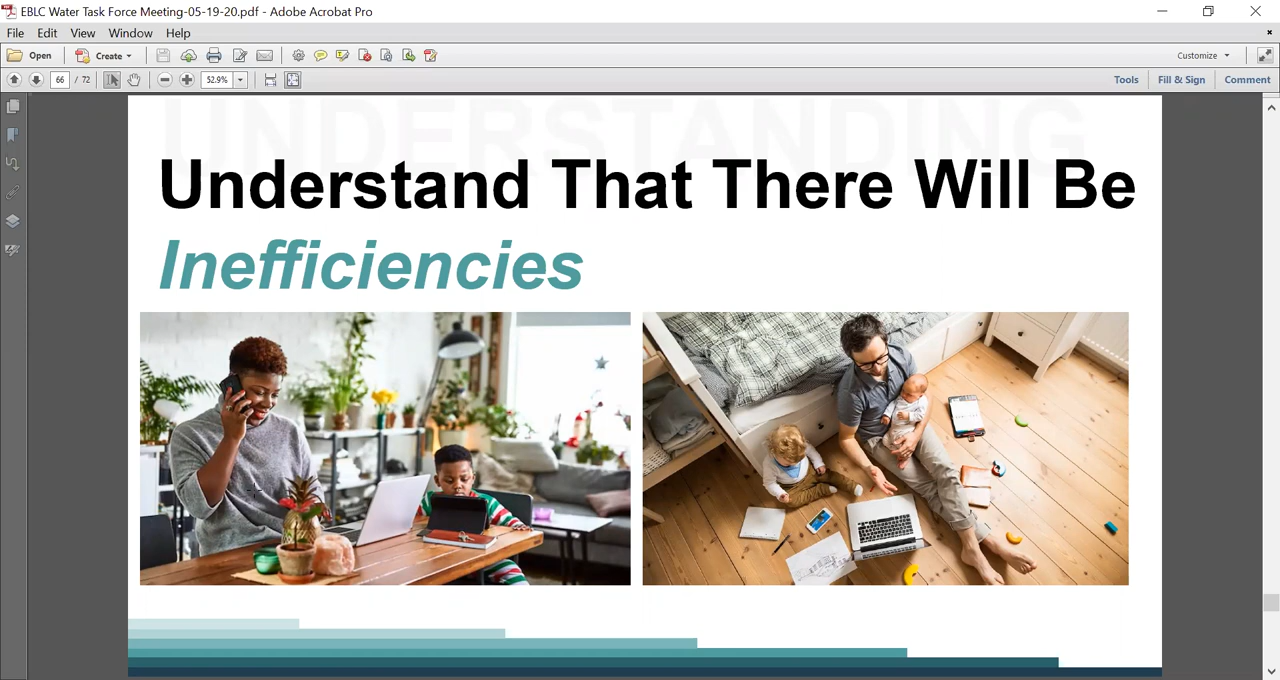 EBLC Water Task Force Meeting-05-19-20.pdf - Adobe Acrobat Pro
File Edit View Window Help
Open Create Customize
66 / 72 52.9% Tools Fill & Sign Comment
UNDERSTANDING
Understand That There Will Be
Inefficiencies